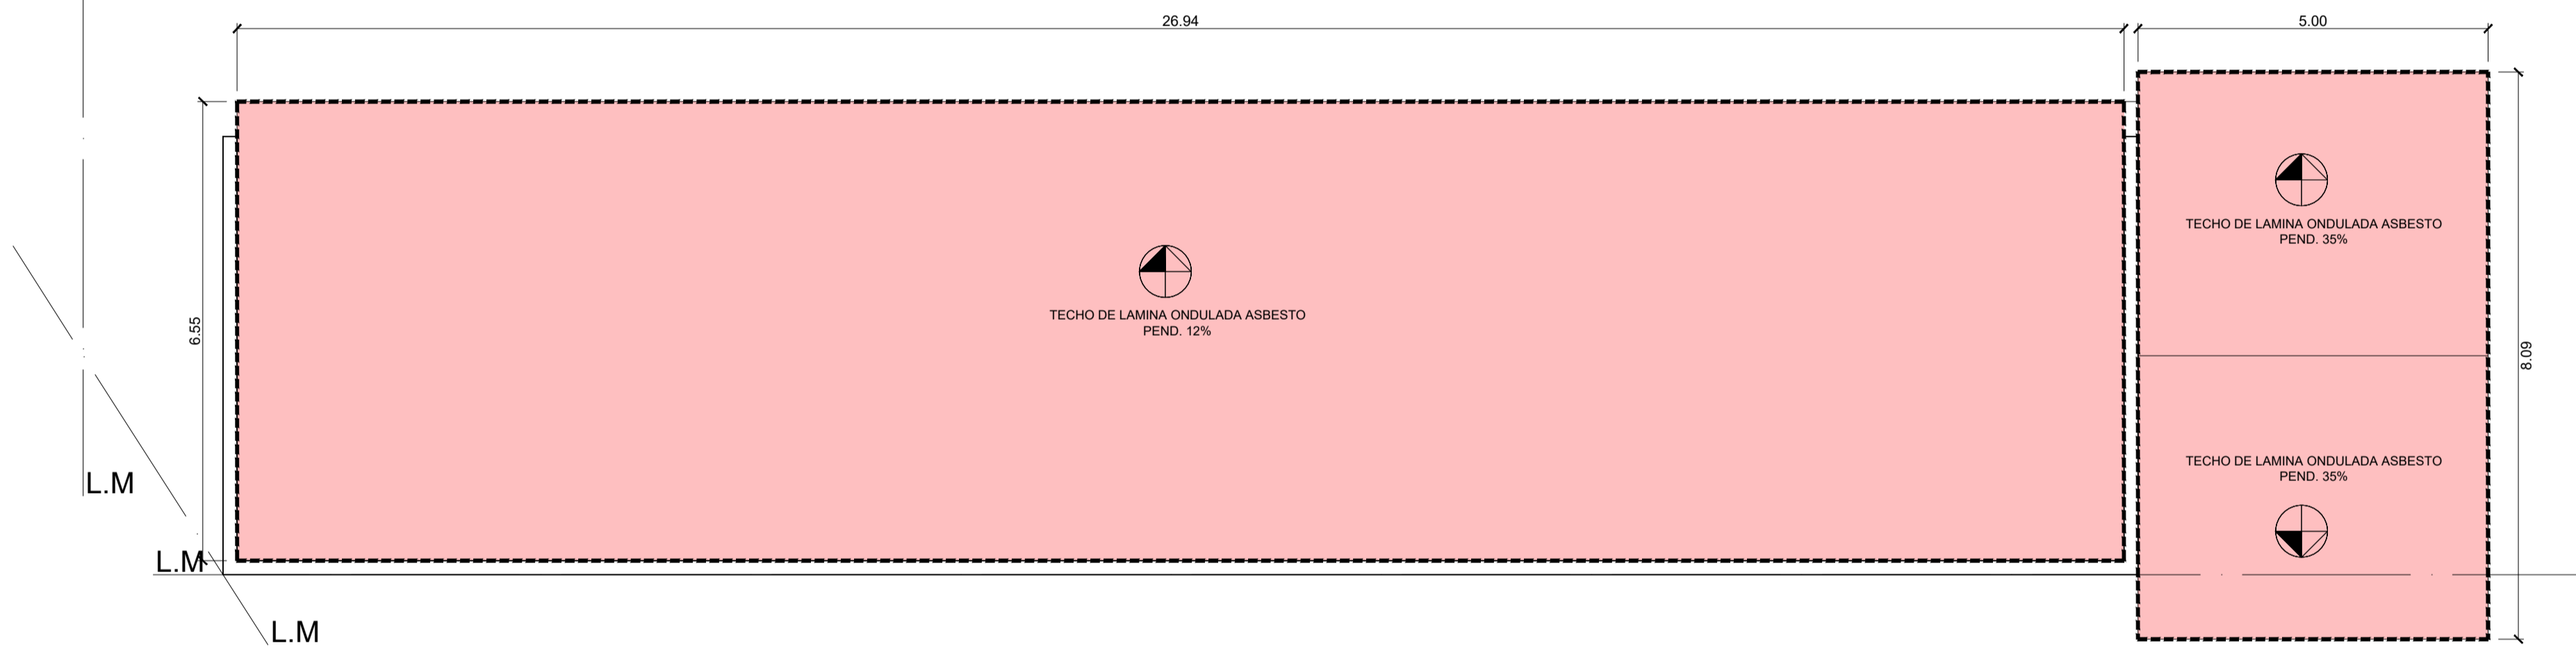 26.94
5.00
TECHO DE LAMINA ONDULADA ASBESTO
PEND. 35%
TECHO DE LAMINA ONDULADA ASBESTO
PEND. 12%
6.55
8.09
TECHO DE LAMINA ONDULADA ASBESTO
PEND. 35%
L.M
L.M
L.M